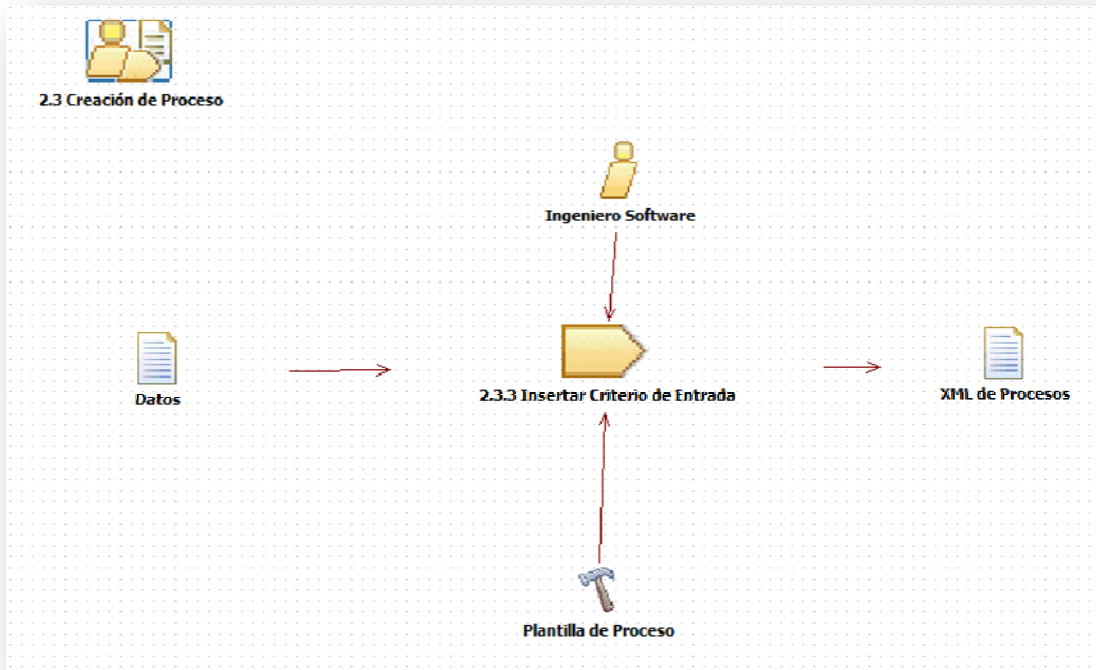 2.3 Creación de Proceso
Ingeniero Software
Datos
2.3.3 Insertar Criterio de Entrada
XML de Procesos
Plantilla de Proceso